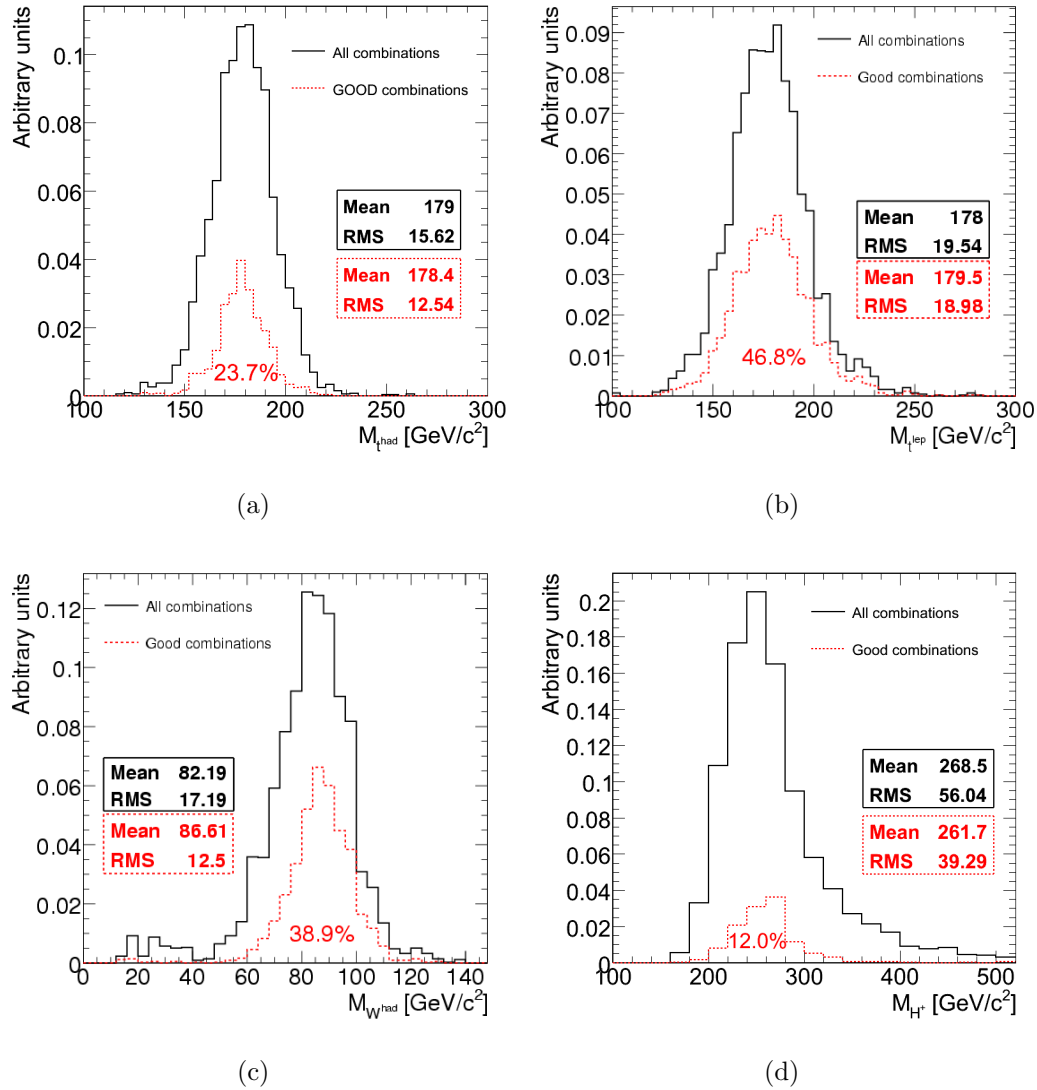 Arbitrary units
0.1
0.08
0.06
0.04
0.02
0
All combinations
GOOD combinations
Mean 179
RMS 15.62
Mean 178.4
RMS 12.54
23.7%
100 150 200 250 300
M_t^had [GeV/c²]
(a)
Arbitrary units
0.09
0.08
0.07
0.06
0.05
0.04
0.03
0.02
0.01
0
All combinations
Good combinations
Mean 178
RMS 19.54
Mean 179.5
RMS 18.98
46.8%
100 150 200 250 300
M_t^lep [GeV/c²]
(b)
Arbitrary units
0.12
0.1
0.08
0.06
0.04
0.02
0
All combinations
Good combinations
Mean 82.19
RMS 17.19
Mean 86.61
RMS 12.5
38.9%
0 20 40 60 80 100 120 140
M_W^had [GeV/c²]
(c)
Arbitrary units
0.2
0.18
0.16
0.14
0.12
0.1
0.08
0.06
0.04
0.02
0
All combinations
Good combinations
Mean 268.5
RMS 56.04
Mean 261.7
RMS 39.29
12.0%
100 200 300 400 500
M_H⁺ [GeV/c²]
(d)